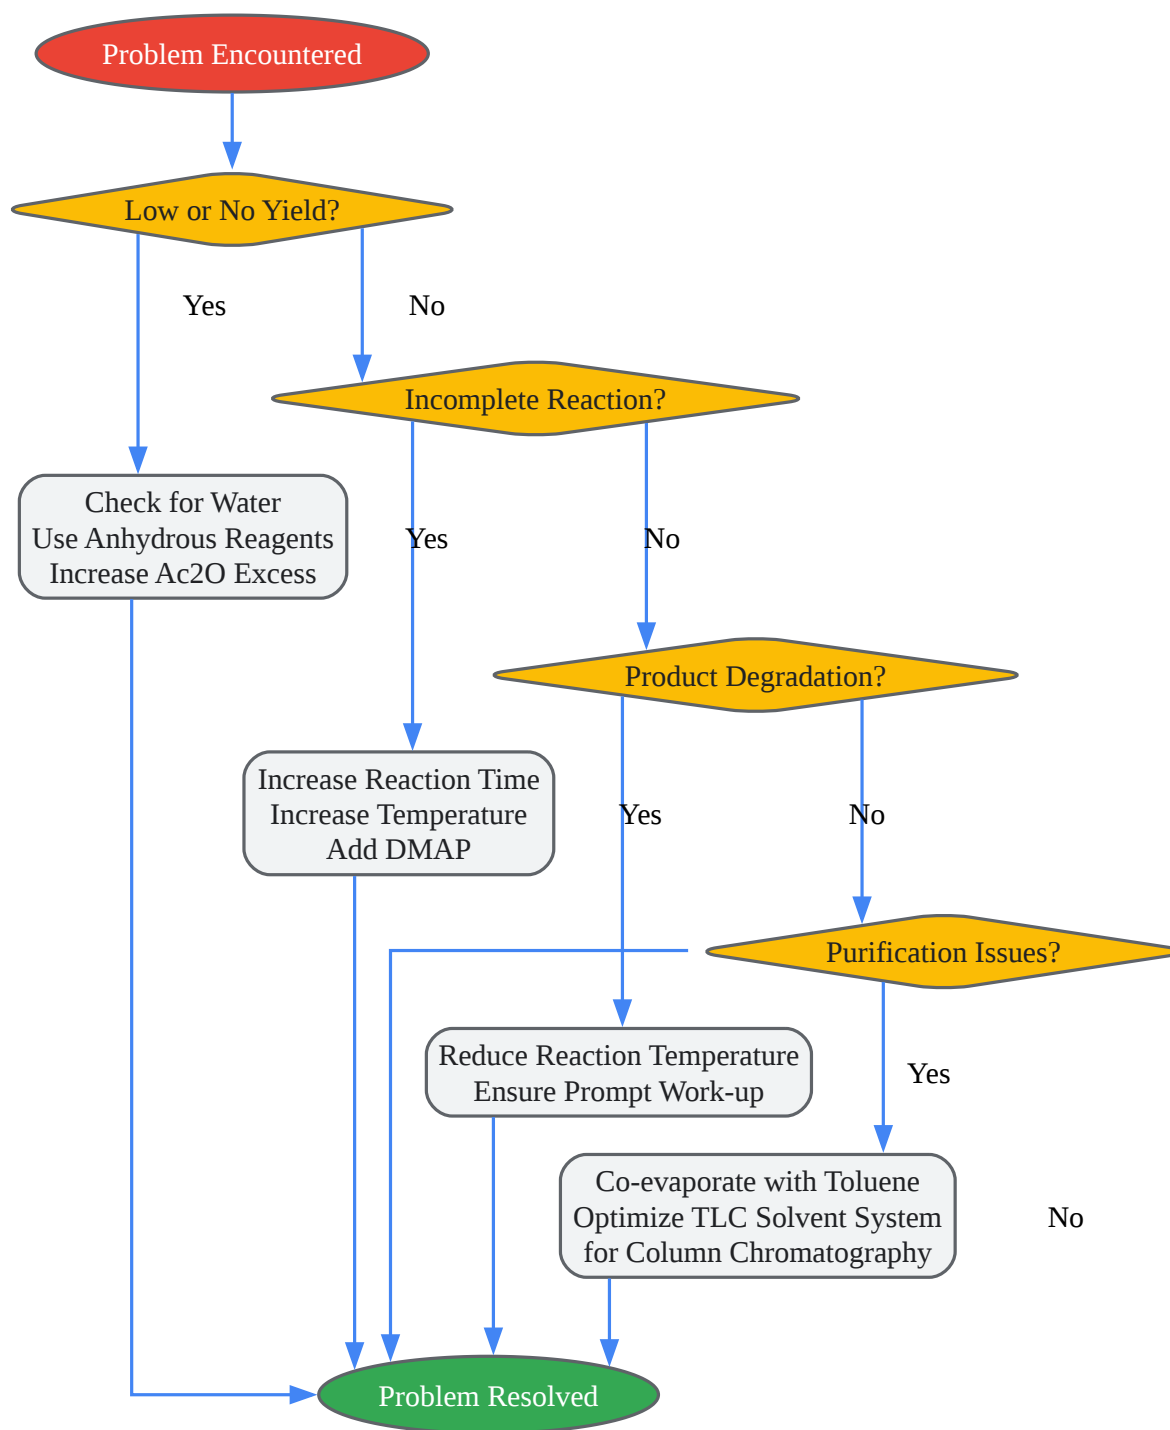 Problem Encountered
Low or No Yield?
Yes
No
Incomplete Reaction?
Check for Water
Use Anhydrous Reagents
Increase Ac2O Excess
Yes
No
Product Degradation?
Increase Reaction Time
Increase Temperature
Add DMAP
Yes
No
Purification Issues?
Reduce Reaction Temperature
Ensure Prompt Work-up
Yes
Co-evaporate with Toluene
Optimize TLC Solvent System
for Column Chromatography
No
Problem Resolved